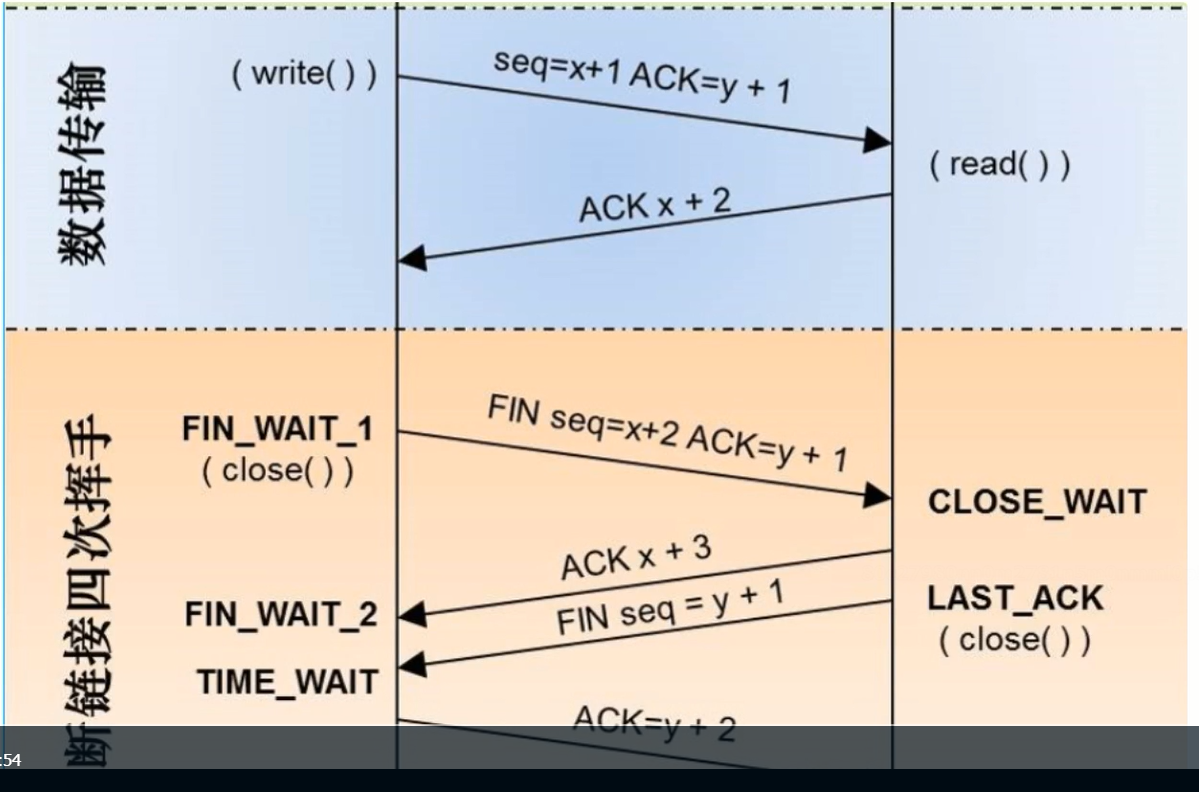 数据传输
( write( ) )
seq=x+1 ACK=y + 1
( read( ) )
ACK x + 2
断链接四次挥手
FIN_WAIT_1
( close( ) )
FIN seq=x+2 ACK=y + 1
CLOSE_WAIT
ACK x + 3
FIN_WAIT_2
FIN seq = y + 1
LAST_ACK
( close( ) )
TIME_WAIT
ACK=y + 2
:54